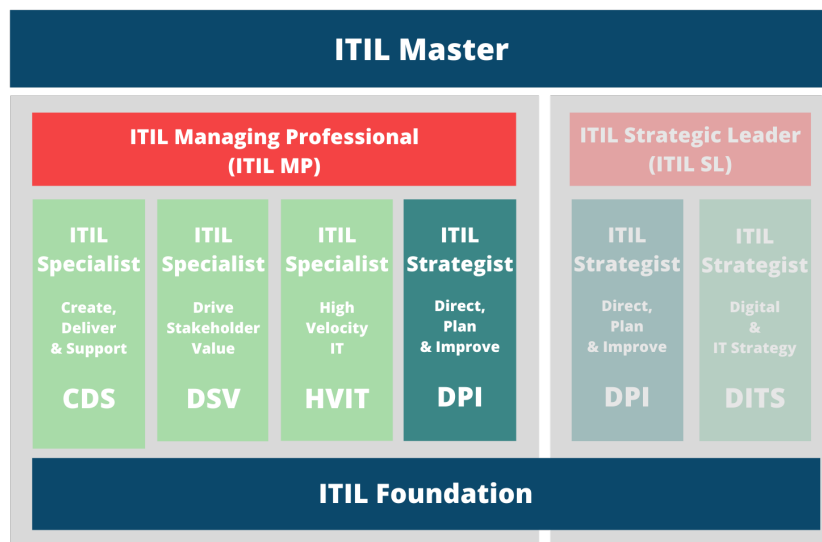 ITIL Master
ITIL Managing Professional
(ITIL MP)
ITIL
Specialist
Create,
Deliver
& Support
CDS
ITIL
Specialist
Drive
Stakeholder
Value
DSV
ITIL
Specialist
High
Velocity
IT
HVIT
ITIL
Strategist
Direct,
Plan
& Improve
DPI
ITIL Strategic Leader
(ITIL SL)
ITIL
Strategist
Direct,
Plan
& Improve
DPI
ITIL
Strategist
Digital
&
IT Strategy
DITS
ITIL Foundation